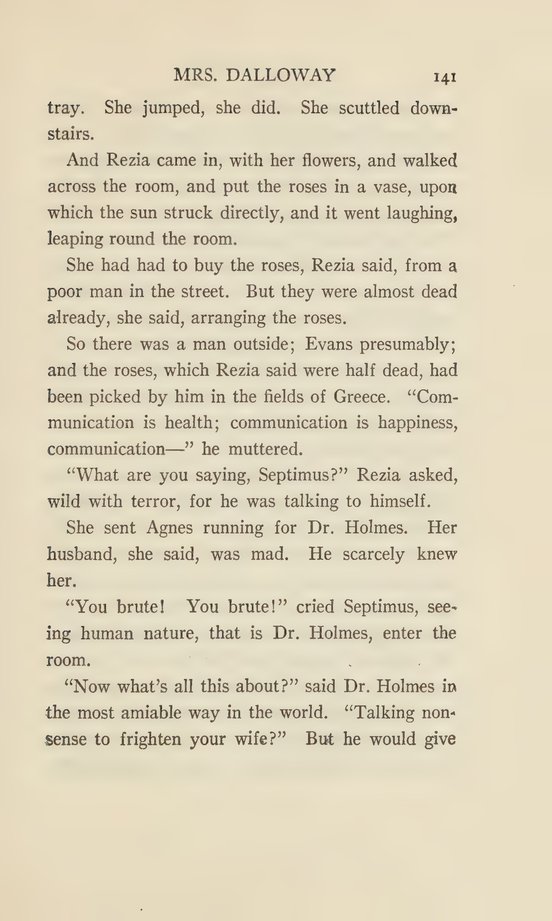 MRS. DALLOWAY 141
tray. She jumped, she did. She scuttled down-
stairs.
And Rezia came in, with her flowers, and walked
across the room, and put the roses in a vase, upon
which the sun struck directly, and it went laughing,
leaping round the room.
She had had to buy the roses, Rezia said, from a
poor man in the street. But they were almost dead
already, she said, arranging the roses.
So there was a man outside; Evans presumably;
and the roses, which Rezia said were half dead, had
been picked by him in the fields of Greece. "Com-
munication is health; communication is happiness,
communication—" he muttered.
"What are you saying, Septimus?" Rezia asked,
wild with terror, for he was talking to himself.
She sent Agnes running for Dr. Holmes. Her
husband, she said, was mad. He scarcely knew
her.
"You brute! You brute!" cried Septimus, see-
ing human nature, that is Dr. Holmes, enter the
room.
"Now what's all this about?" said Dr. Holmes in
the most amiable way in the world. "Talking non-
sense to frighten your wife?" But he would give